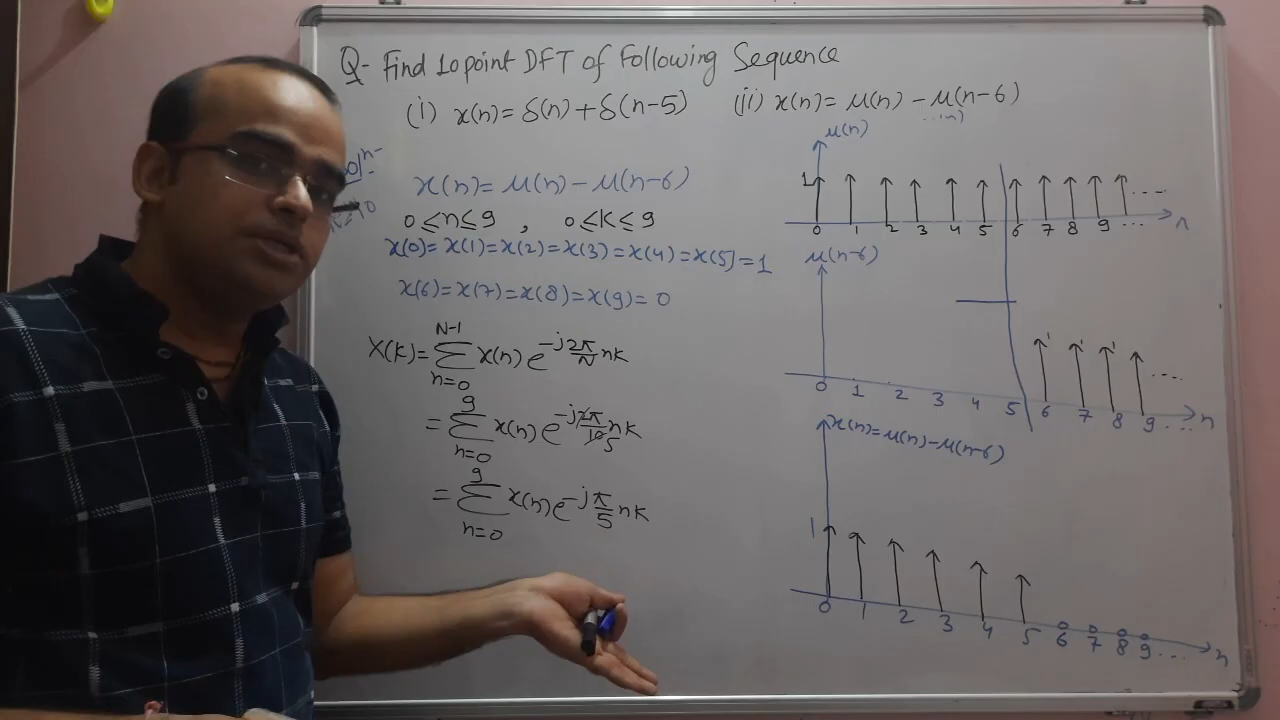 Q- Find 10 point DFT of Following Sequence
(i) x(n)= δ(n) + δ(n-5) (ii) x(n)= μ(n) - μ(n-6)
x(n)= μ(n) - μ(n-6)
0≤n≤9 , 0≤k≤9
x(0)= x(1)= x(2)= x(3)= x(4)= x(5)= 1
x(6)= x(7)= x(8)= x(9)= 0
X(k)= N-1 Σ n=0 x(n) e^-j 2π/N nk
= 9 Σ n=0 x(n) e^-j 2π/10 nk 5
= 9 Σ n=0 x(n) e^-j π/5 nk
μ(n)
1
0 1 2 3 4 5 6 7 8 9 ... n
μ(n-6)
0 1 2 3 4 5 6 7 8 9 ... n
x(n)= μ(n) - μ(n-6)
1
0 1 2 3 4 5 6 7 8 9 ... n